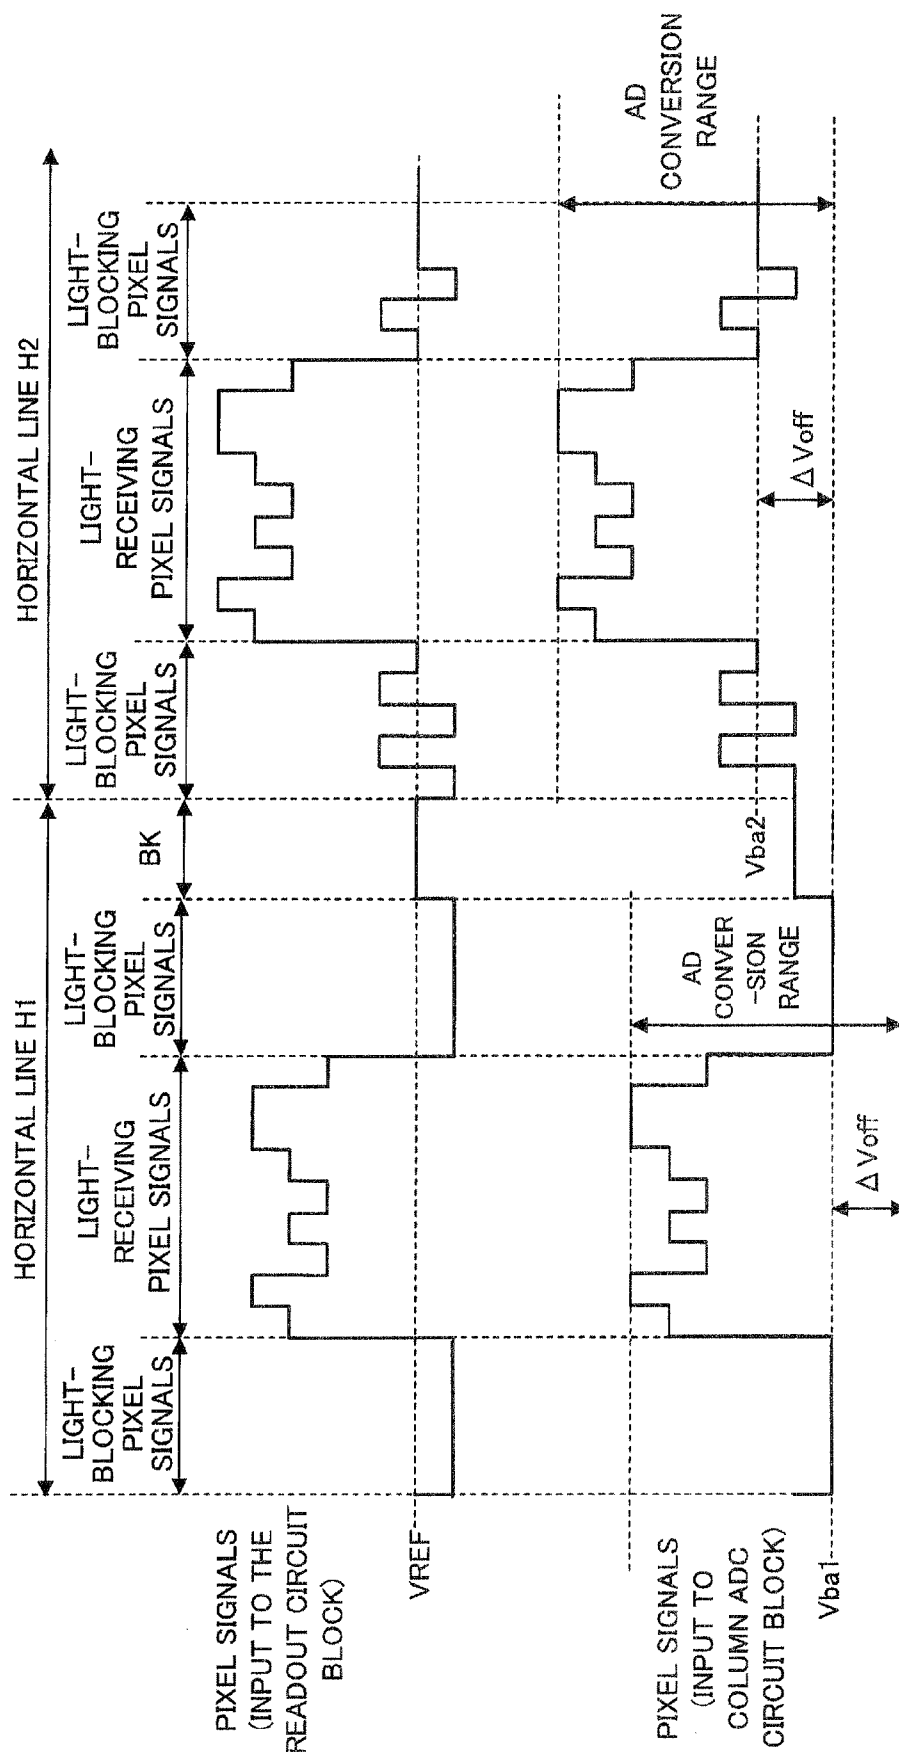 HORIZONTAL LINE H1
HORIZONTAL LINE H2
LIGHT-
BLOCKING
PIXEL
SIGNALS
LIGHT-
RECEIVING
PIXEL SIGNALS
LIGHT-
BLOCKING
PIXEL
SIGNALS
BK
LIGHT-
BLOCKING
PIXEL
SIGNALS
LIGHT-
RECEIVING
PIXEL SIGNALS
LIGHT-
BLOCKING
PIXEL
SIGNALS
PIXEL SIGNALS
(INPUT TO THE
READOUT CIRCUIT
BLOCK)
VREF
PIXEL SIGNALS
(INPUT TO
COLUMN ADC
CIRCUIT BLOCK)
Vba1
ΔVoff
AD
CONVER
-SION
RANGE
Vba2
ΔVoff
AD
CONVERSION
RANGE